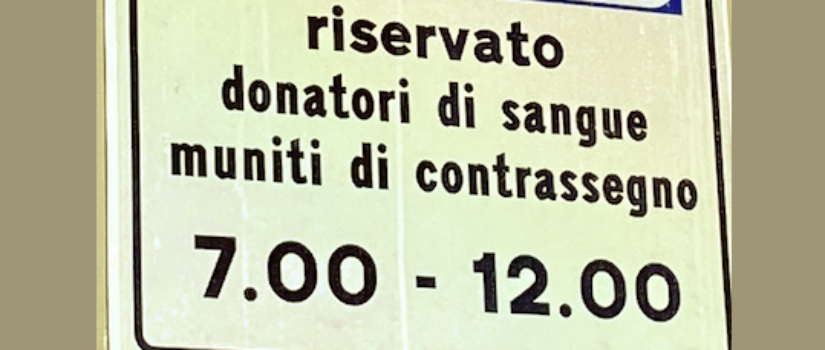 riservato
donatori di sangue
muniti di contrassegno
7.00 - 12.00